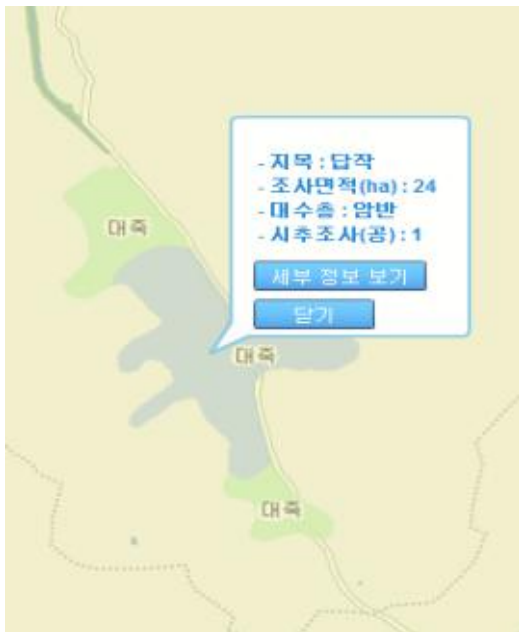 대죽
- 지목 : 답작
- 조사면적(ha) : 24
- 대수층 : 암반
- 시추조사(공) : 1
세부 정보 보기
닫기
대죽
대죽